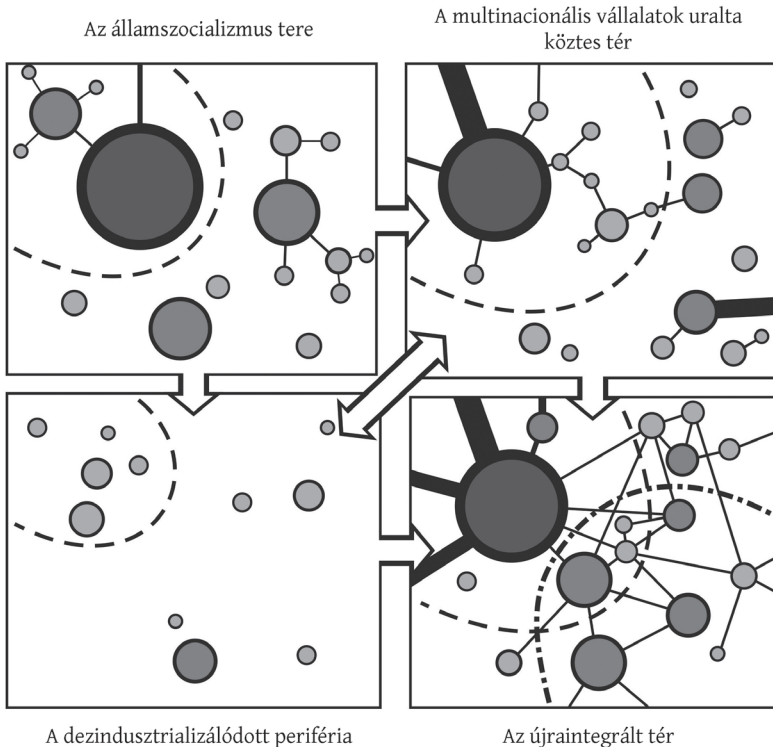 Az államszocializmus tere
A multinacionális vállalatok uralta
köztes tér
A dezindusztrializálódott periféria
Az újraintegrált tér